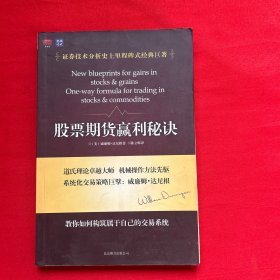 证券技术分析史上里程碑式经典巨著
New blueprints for gains in
stocks & grains
One-way formula for trading in
stocks & commodities
股票期货赢利秘诀
道氏理论卓越大师 机械操作方法先驱
系统化交易策略巨擘：威廉姆·达尼根
教你如何构筑属于自己的交易系统